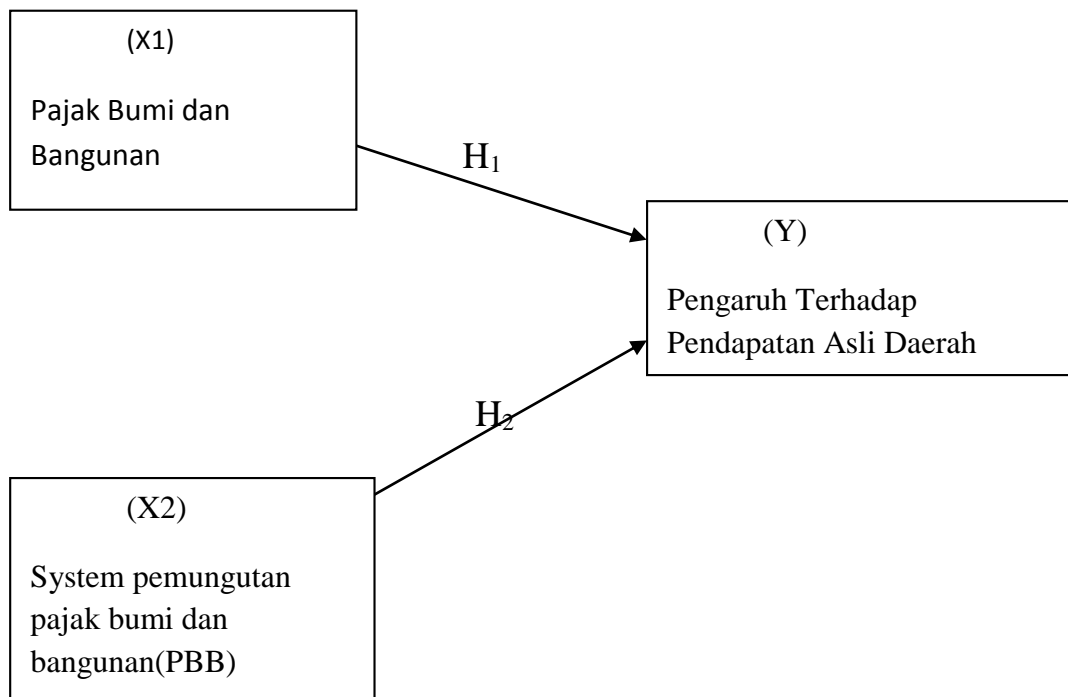 (X1)
Pajak Bumi dan
Bangunan
H₁
(Y)
Pengaruh Terhadap
Pendapatan Asli Daerah
H₂
(X2)
System pemungutan
pajak bumi dan
bangunan(PBB)